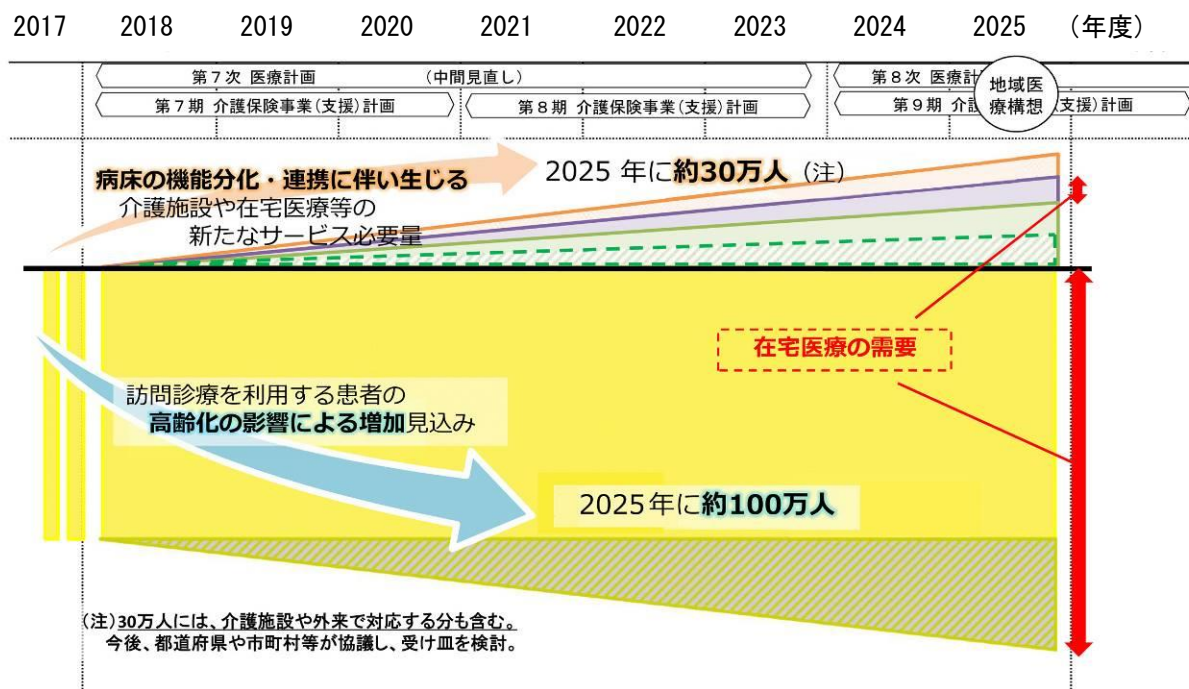 2017 2018 2019 2020 2021 2022 2023 2024 2025 (年度)
第7次 医療計画 (中間見直し) 第8次 医療計
第7期 介護保険事業(支援)計画 第8期 介護保険事業(支援)計画 第9期 介護 支援)計画
地域医
療構想
病床の機能分化・連携に伴い生じる
介護施設や在宅医療等の
新たなサービス必要量
2025 年に約30万人 (注)
在宅医療の需要
訪問診療を利用する患者の
高齢化の影響による増加見込み
2025年に約100万人
(注)30万人には、介護施設や外来で対応する分も含む。
今後、都道府県や市町村等が協議し、受け皿を検討。